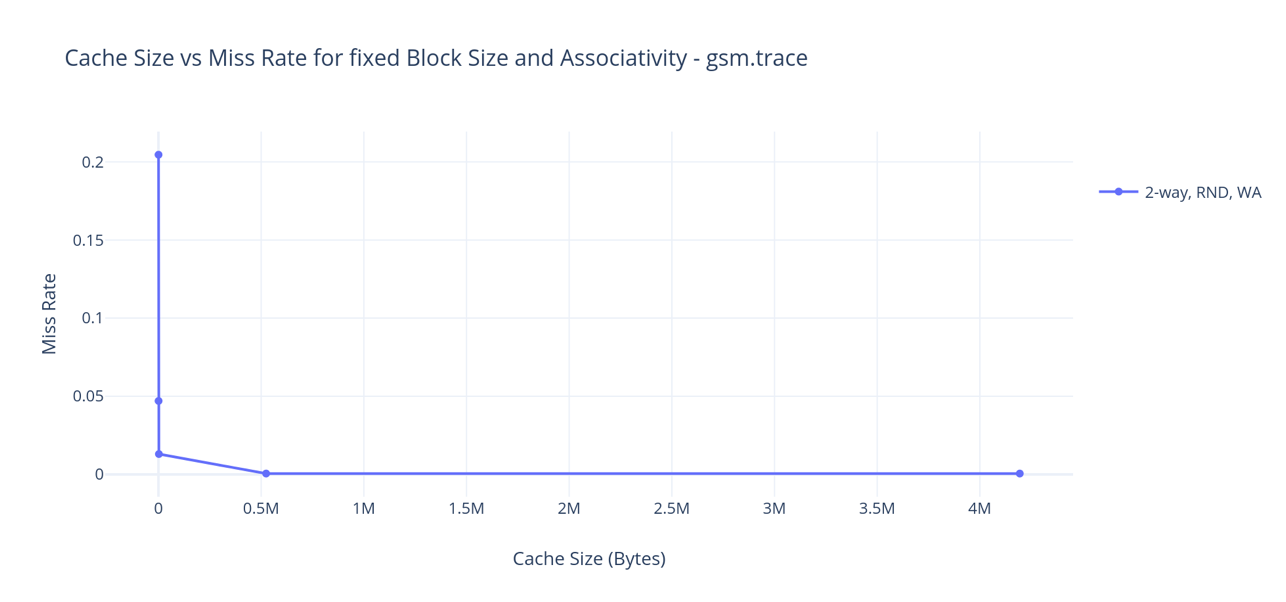 Cache Size vs Miss Rate for fixed Block Size and Associativity - gsm.trace
0.2
0.15
0.1
0.05
0
Miss Rate
0 0.5M 1M 1.5M 2M 2.5M 3M 3.5M 4M
Cache Size (Bytes)
2-way, RND, WA